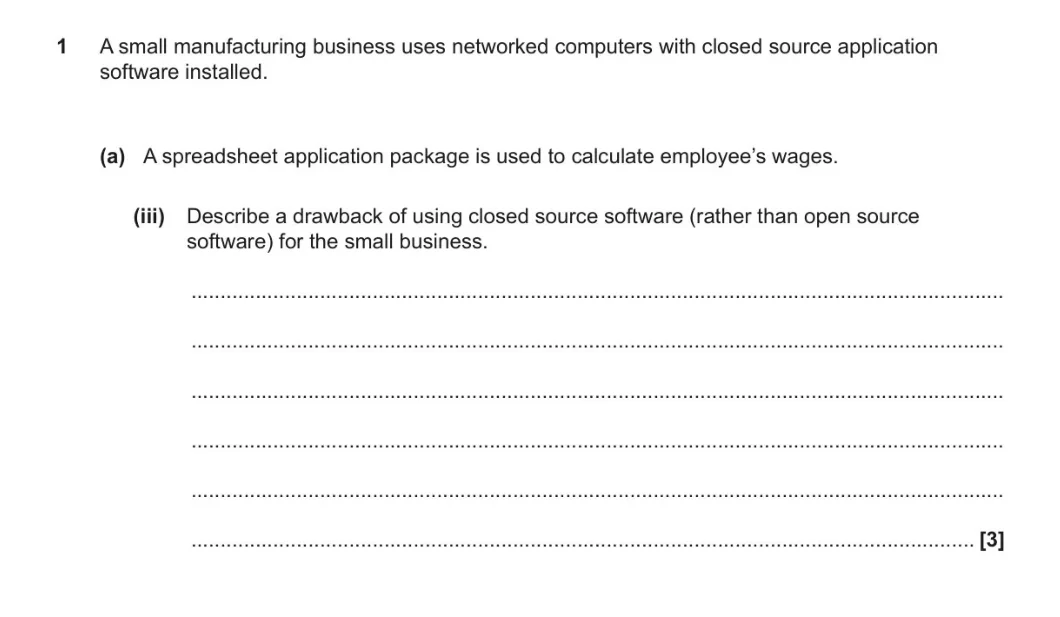 1 A small manufacturing business uses networked computers with closed source application
software installed.
(a) A spreadsheet application package is used to calculate employee’s wages.
(iii) Describe a drawback of using closed source software (rather than open source
software) for the small business.
[3]